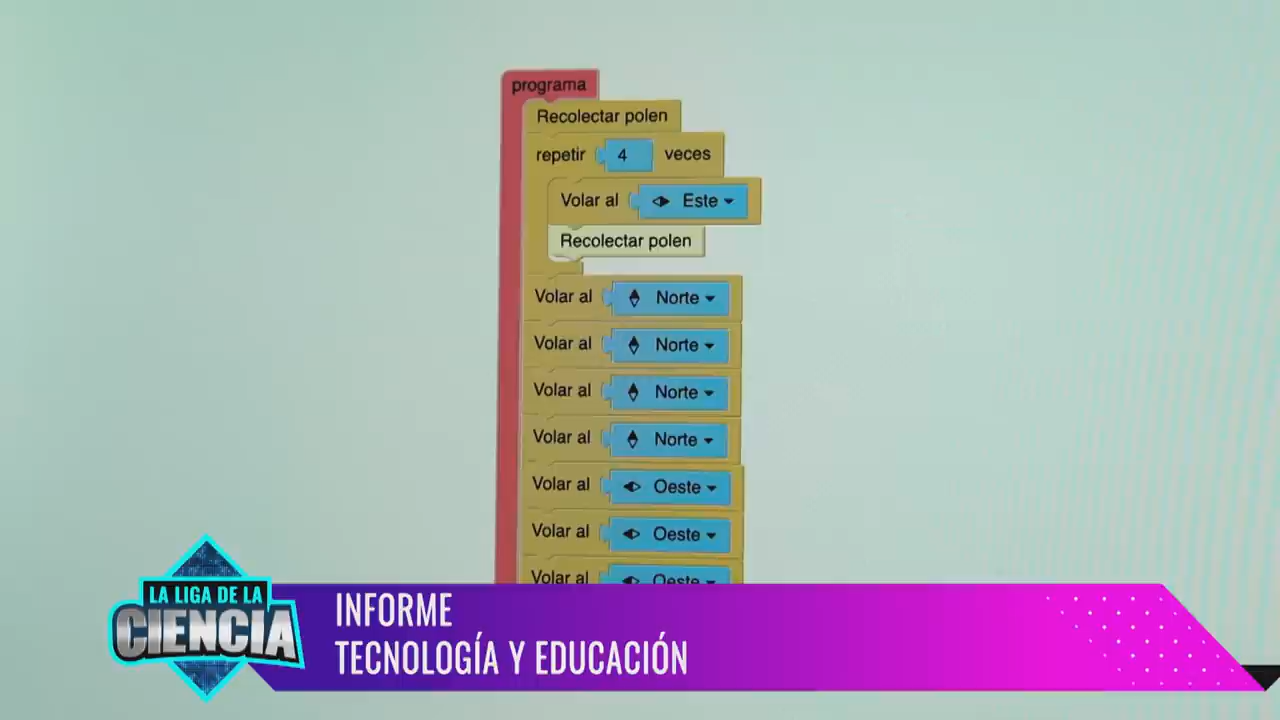 programa
Recolectar polen
repetir 4 veces
Volar al Este
Recolectar polen
Volar al Norte
Volar al Norte
Volar al Norte
Volar al Norte
Volar al Oeste
Volar al Oeste
Volar al Oeste
LA LIGA DE LA
CIENCIA
INFORME
TECNOLOGÍA Y EDUCACIÓN